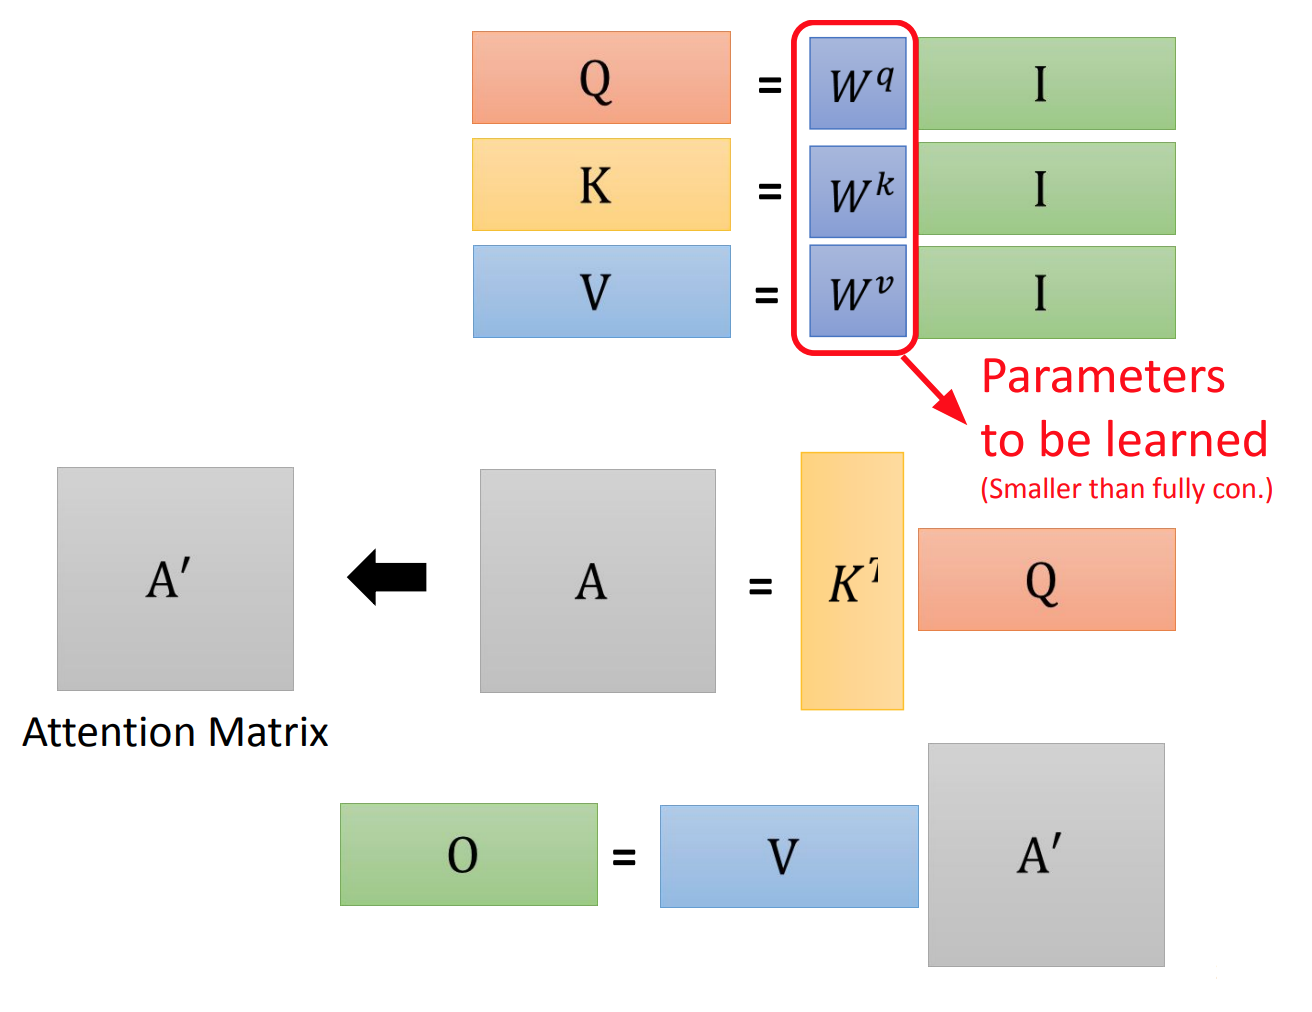 Q = W^q I
K = W^k I
V = W^v I
Parameters
to be learned
(Smaller than fully con.)
A′ A = K^T Q
Attention Matrix
O = V A′